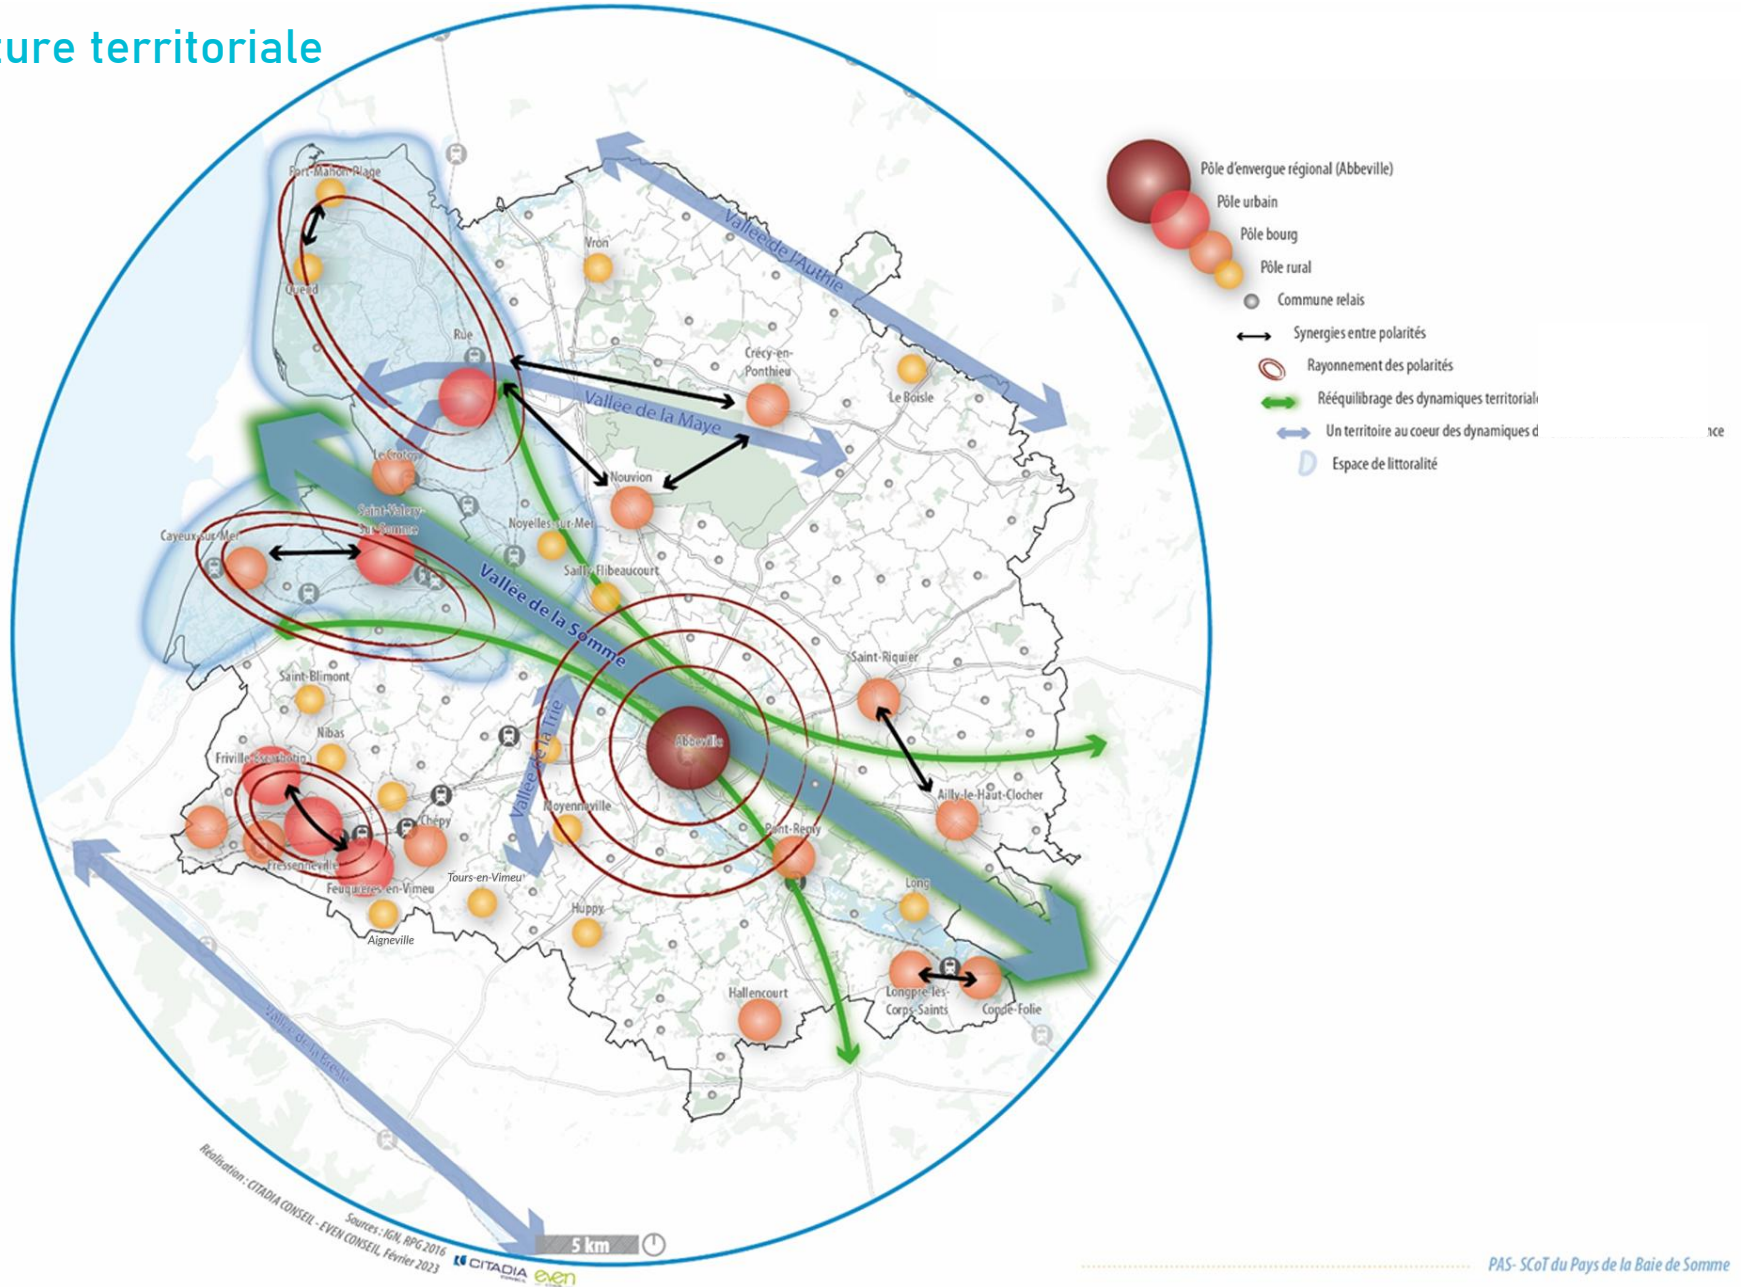 ture territoriale
Fort-Mahon-Plage
Quend
Vron
Vallée de l'Authie
Rue
Crécy-en-
Ponthieu
Le Boisle
Vallée de la Maye
Le Crotoy
Nouvion
Saint-Valery-
Sur-Somme
Cayeux-sur-Mer
Noyelles-sur-Mer
Sailly-Flibeaucourt
Vallée de la Somme
Saint-Riquier
Saint-Blimont
Nibas
Abbeville
Vallée de la Trie
Friville-Escarbotin
Moyenneville
Ailly-le-Haut-Clocher
Chépy
Pont-Remy
Fressenneville
Feuquières-en-Vimeu
Tours-en-Vimeu
Long
Huppy
Aigneville
Hallencourt
Longpré-les-
Corps-Saints
Condé-Folie
Vallée de la Bresle
Pôle d'envergue régional (Abbeville)
Pôle urbain
Pôle bourg
Pôle rural
Commune relais
Synergies entre polarités
Rayonnement des polarités
Rééquilibrage des dynamiques territoriale
Un territoire au coeur des dynamiques d
nce
Espace de littoralité
Réalisation : CITADIA CONSEIL - EVEN CONSEIL, Février 2023
Sources : IGN, RPG 2016
CITADIA
CONSEIL
even
5 km
PAS- SCoT du Pays de la Baie de Somme